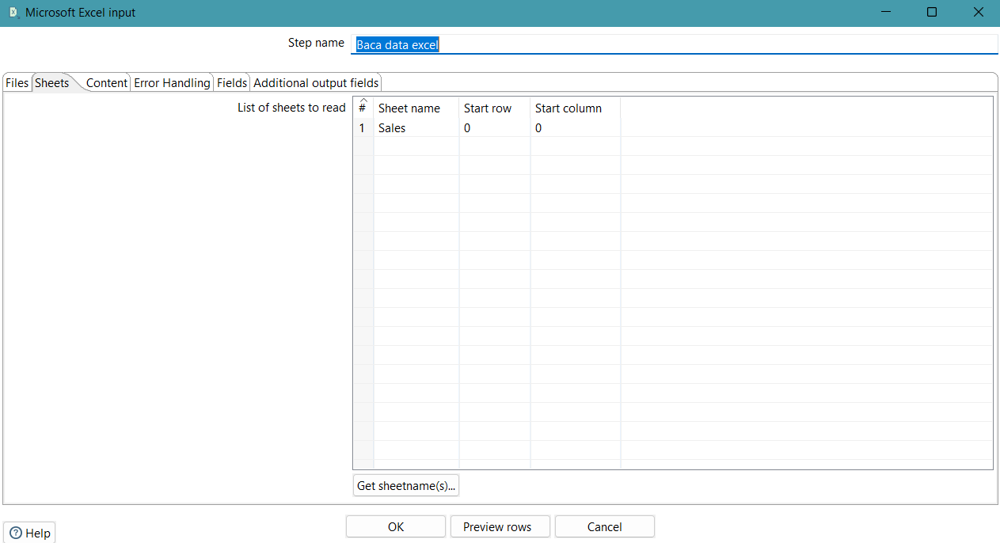 Microsoft Excel input
Step name Baca data excel
Files Sheets Content Error Handling Fields Additional output fields
List of sheets to read # Sheet name Start row Start column
1 Sales 0 0
Get sheetname(s)...
OK Preview rows Cancel
Help